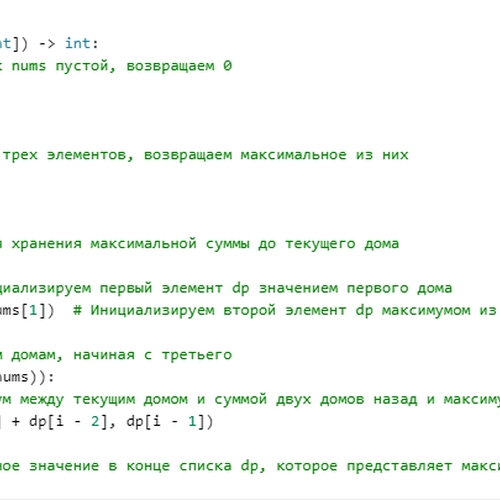 t]) -> int:
nums пустой, возвращаем 0
трех элементов, возвращаем максимальное из них
хранения максимальной суммы до текущего дома
циализируем первый элемент dp значением первого дома
ums[1])  # Инициализируем второй элемент dp максимумом из
домам, начиная с третьего
nums)):
ум между текущим домом и суммой двух домов назад и максиму
] + dp[i - 2], dp[i - 1])
ное значение в конце списка dp, которое представляет макси